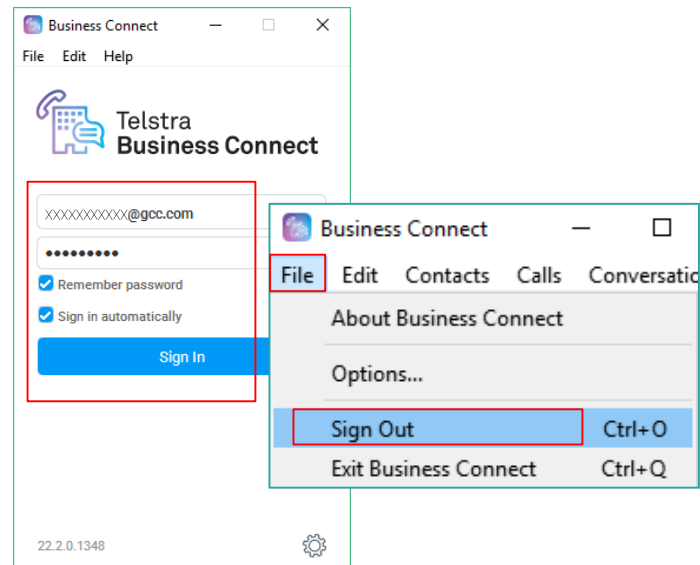 Business Connect
File Edit Help
Telstra
Business Connect
XXXXXXXXXXX@gcc.com
•••••••••
Remember password
Sign in automatically
Sign In
22.2.0.1348
Business Connect
File Edit Contacts Calls Conversatio
About Business Connect
Options...
Sign Out Ctrl+O
Exit Business Connect Ctrl+Q